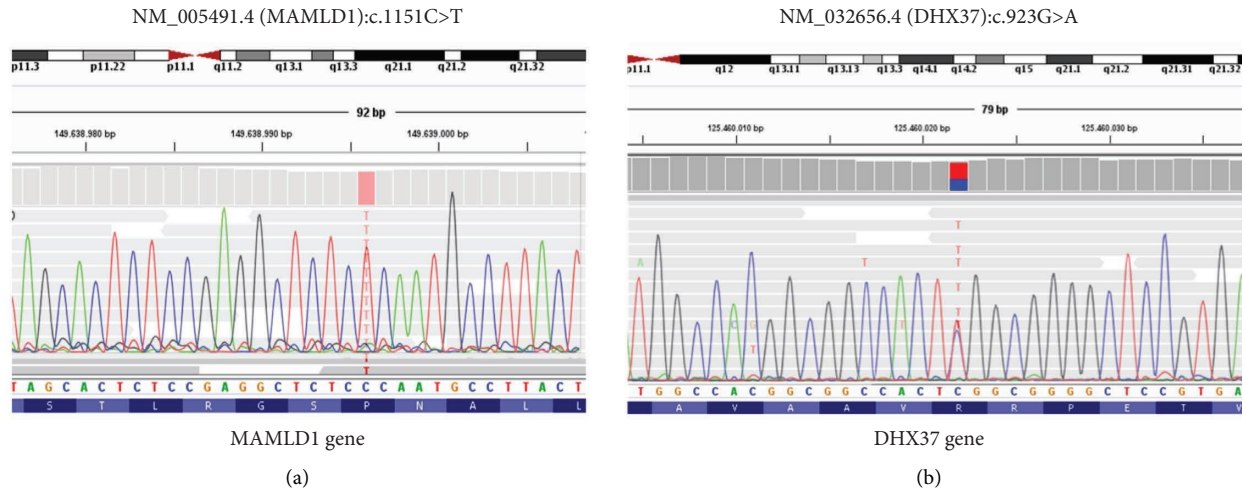 NM_005491.4 (MAMLD1):c.1151C>T
p11.3 p11.22 p11.1 q11.2 q13.1 q13.3 q21.1 q21.2 q21.32
92 bp
149.638.980 bp 149.638.990 bp 149.639.000 bp
T
T
T
T
T
T
T
T
T
T A G C A C T C T C C G A G G C T C T C C C A A T G C C T T A C T
S T L R G S P N A L L
MAMLD1 gene
(a)
NM_032656.4 (DHX37):c.923G>A
p11.1 q12 q13.11 q13.13 q13.3 q14.1 q14.2 q15 q21.1 q21.2 q21.31 q21.32
79 bp
125.460.010 bp 125.460.020 bp 125.460.030 bp
T
T
A T T
T
C G T T
T
T G G C C A C G G C G G C C A C T C G G C G G G G C T C C G T G A
A V A A V R R P E T V
DHX37 gene
(b)